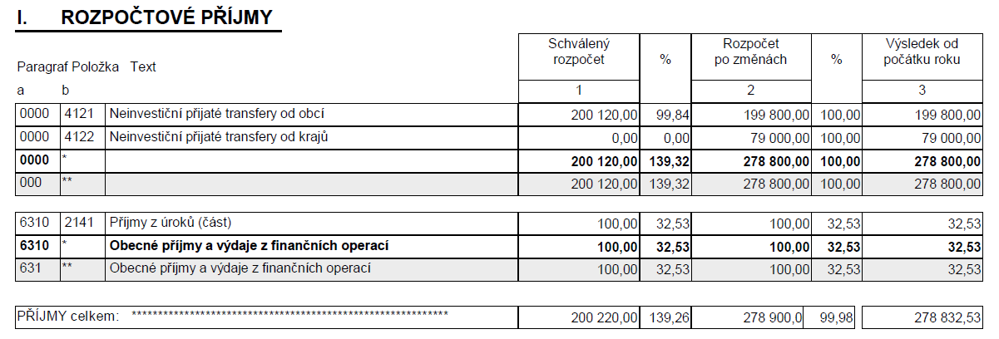 I. ROZPOČTOVÉ PŘÍJMY
Schválený rozpočet % Rozpočet po změnách % Výsledek od počátku roku
Paragraf Položka Text
a b 1 2 3
0000 4121 Neinvestiční přijaté transfery od obcí 200 120,00 99,84 199 800,00 100,00 199 800,00
0000 4122 Neinvestiční přijaté transfery od krajů 0,00 0,00 79 000,00 100,00 79 000,00
0000 * 200 120,00 139,32 278 800,00 100,00 278 800,00
000 ** 200 120,00 139,32 278 800,00 100,00 278 800,00
6310 2141 Příjmy z úroků (část) 100,00 32,53 100,00 32,53 32,53
6310 * Obecné příjmy a výdaje z finančních operací 100,00 32,53 100,00 32,53 32,53
631 ** Obecné příjmy a výdaje z finančních operací 100,00 32,53 100,00 32,53 32,53
PŘÍJMY celkem: ************************************************************ 200 220,00 139,26 278 900,0 99,98 278 832,53